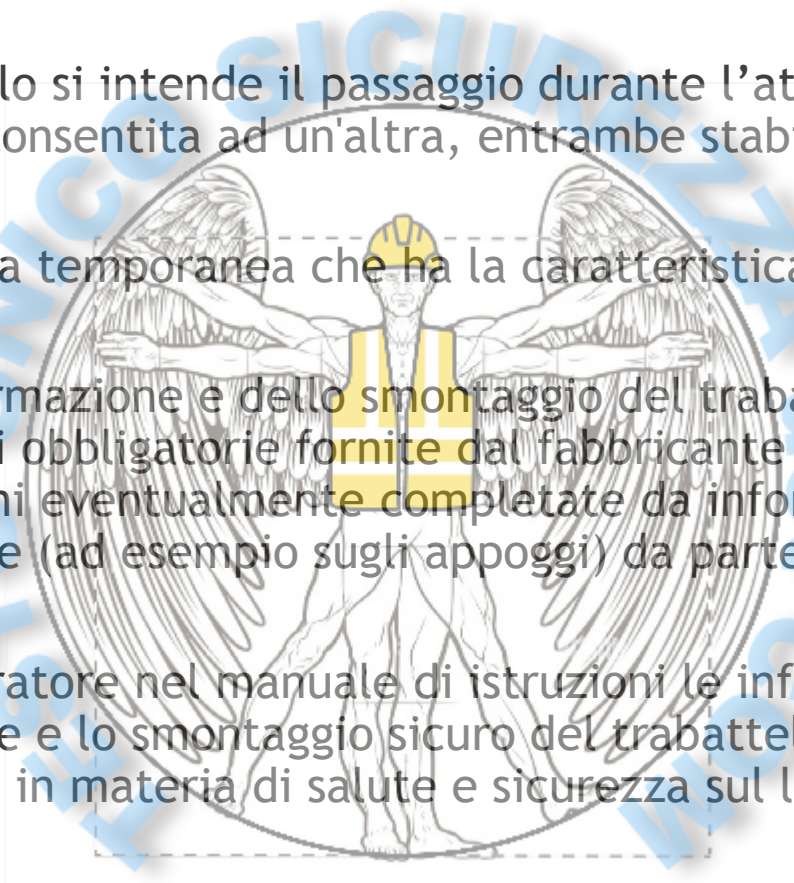 lo si intende il passaggio durante l’at
onsentita ad un'altra, entrambe stab
a temporanea che ha la caratteristica
rmazione e dello smontaggio del traba
i obbligatorie fornite dal fabbricante
ni eventualmente completate da infor
e (ad esempio sugli appoggi) da parte
ratore nel manuale di istruzioni le inf
e e lo smontaggio sicuro del trabattel
in materia di salute e sicurezza sul l
SICUREZZA